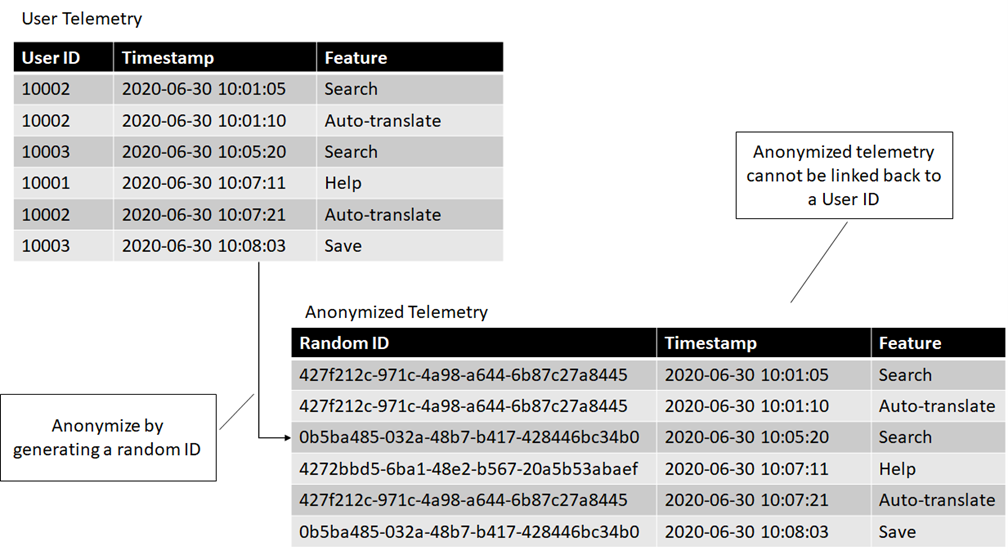 User Telemetry
User ID Timestamp Feature
10002 2020-06-30 10:01:05 Search
10002 2020-06-30 10:01:10 Auto-translate
10003 2020-06-30 10:05:20 Search
10001 2020-06-30 10:07:11 Help
10002 2020-06-30 10:07:21 Auto-translate
10003 2020-06-30 10:08:03 Save
Anonymized telemetry
cannot be linked back to
a User ID
Anonymized Telemetry
Random ID Timestamp Feature
427f212c-971c-4a98-a644-6b87c27a8445 2020-06-30 10:01:05 Search
427f212c-971c-4a98-a644-6b87c27a8445 2020-06-30 10:01:10 Auto-translate
0b5ba485-032a-48b7-b417-428446bc34b0 2020-06-30 10:05:20 Search
4272bbd5-6ba1-48e2-b567-20a5b53abaef 2020-06-30 10:07:11 Help
427f212c-971c-4a98-a644-6b87c27a8445 2020-06-30 10:07:21 Auto-translate
0b5ba485-032a-48b7-b417-428446bc34b0 2020-06-30 10:08:03 Save
Anonymize by
generating a random ID